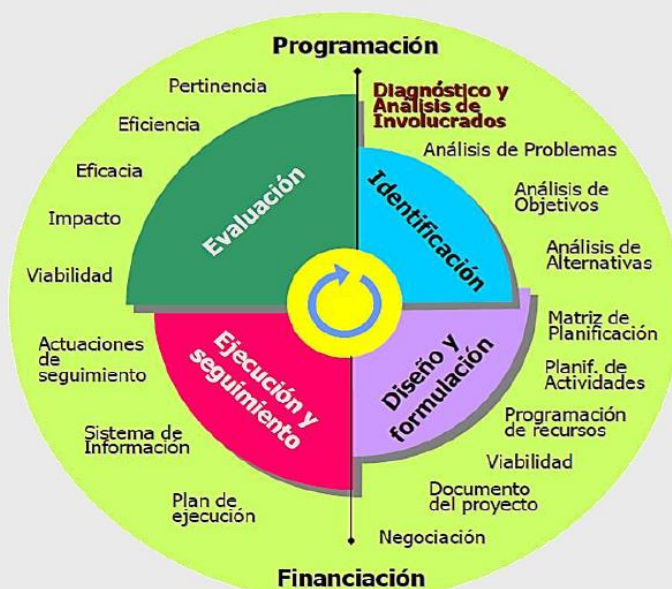 Programación
Diagnóstico y
Análisis de
Involucrados
Análisis de Problemas
Análisis de
Objetivos
Análisis de
Alternativas
Identificación
Matriz de
Planificación
Planif. de
Actividades
Programación
de recursos
Viabilidad
Documento
del proyecto
Negociación
Diseño y
formulación
Financiación
Plan de
ejecución
Sistema de
Información
Actuaciones
de
seguimiento
Ejecución y
seguimiento
Viabilidad
Impacto
Eficacia
Eficiencia
Pertinencia
Evaluación